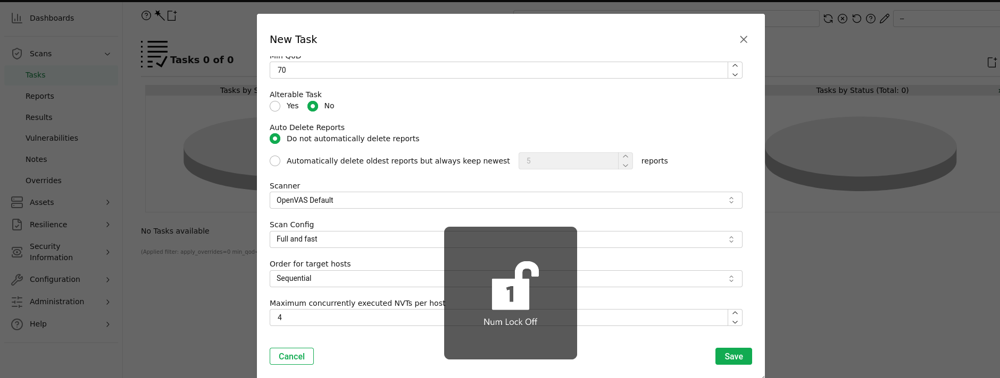 Dashboards
Scans
Tasks
Reports
Results
Vulnerabilities
Notes
Overrides
Assets
Resilience
Security
Information
Configuration
Administration
Help
--
Tasks 0 of 0
Tasks by S
Tasks by Status (Total: 0)
No Tasks available
(Applied filter: apply_overrides=0 min_qod=
New Task
Min QoD
70
Alterable Task
Yes No
Auto Delete Reports
Do not automatically delete reports
Automatically delete oldest reports but always keep newest 5 reports
Scanner
OpenVAS Default
Scan Config
Full and fast
Order for target hosts
Sequential
Maximum concurrently executed NVTs per host
4
1
Num Lock Off
Cancel
Save